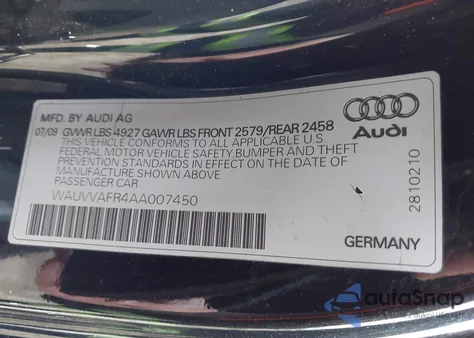 MFD. BY AUDI AG
07/09 GVWR LBS 4927 GAWR LBS FRONT 2579/REAR 2458
THIS VEHICLE CONFORMS TO ALL APPLICABLE U.S.
FEDERAL MOTOR VEHICLE SAFETY,BUMPER AND THEFT
PREVENTION STANDARDS IN EFFECT ON THE DATE OF
MANUFACTURE SHOWN ABOVE
PASSENGER CAR
WAUVVAFR4AA007450
Audi
2810210
GERMANY
autoSnap